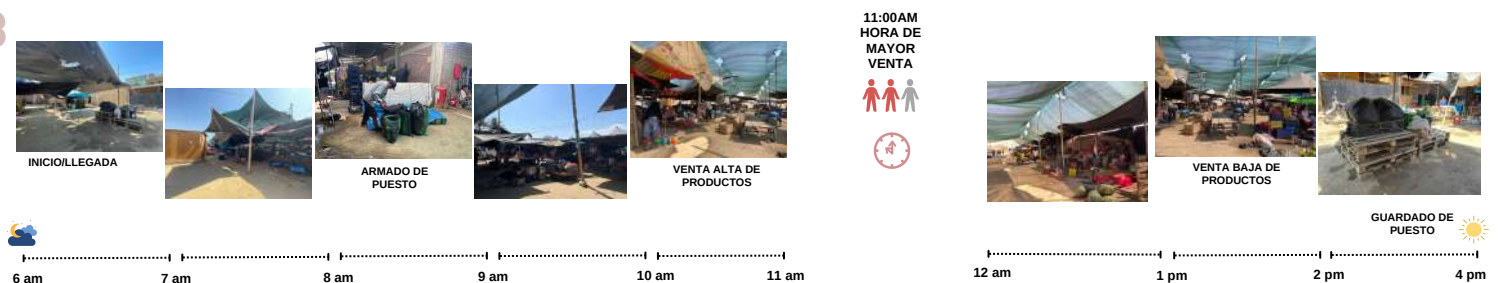 11:00AM
HORA DE
MAYOR
VENTA
INICIO/LLEGADA
ARMADO DE
PUESTO
VENTA ALTA DE
PRODUCTOS
VENTA BAJA DE
PRODUCTOS
GUARDADO DE
PUESTO
6 am
7 am
8 am
9 am
10 am
11 am
12 am
1 pm
2 pm
4 pm